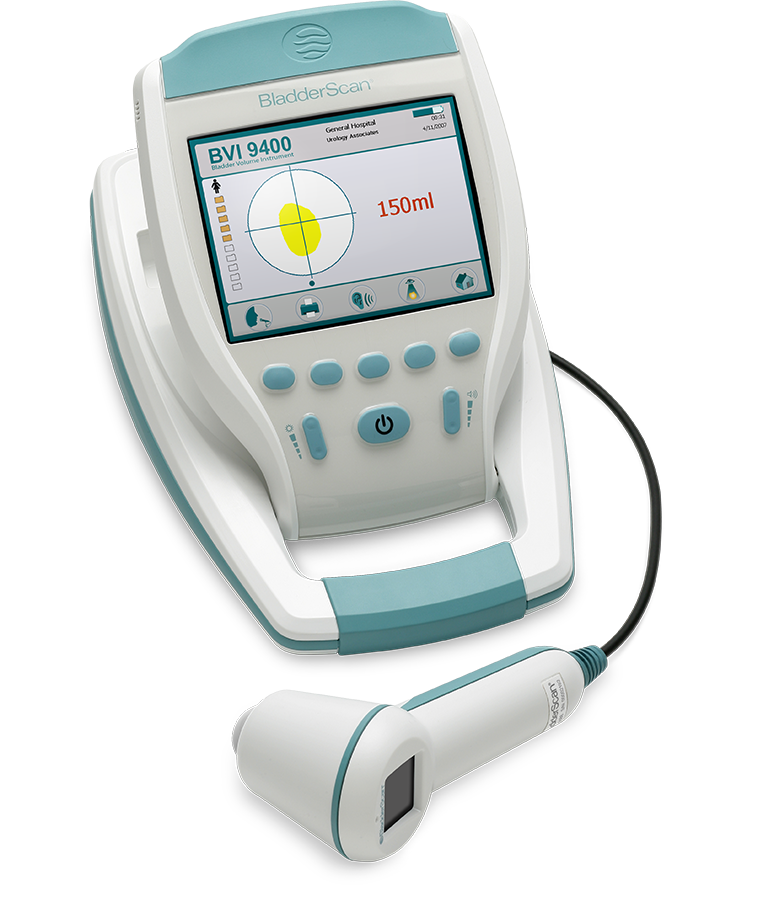 BladderScan®
BVI 9400
Bladder Volume Instrument
General Hospital
Urology Associates
00:31
4/11/2007
150ml
BladderScan